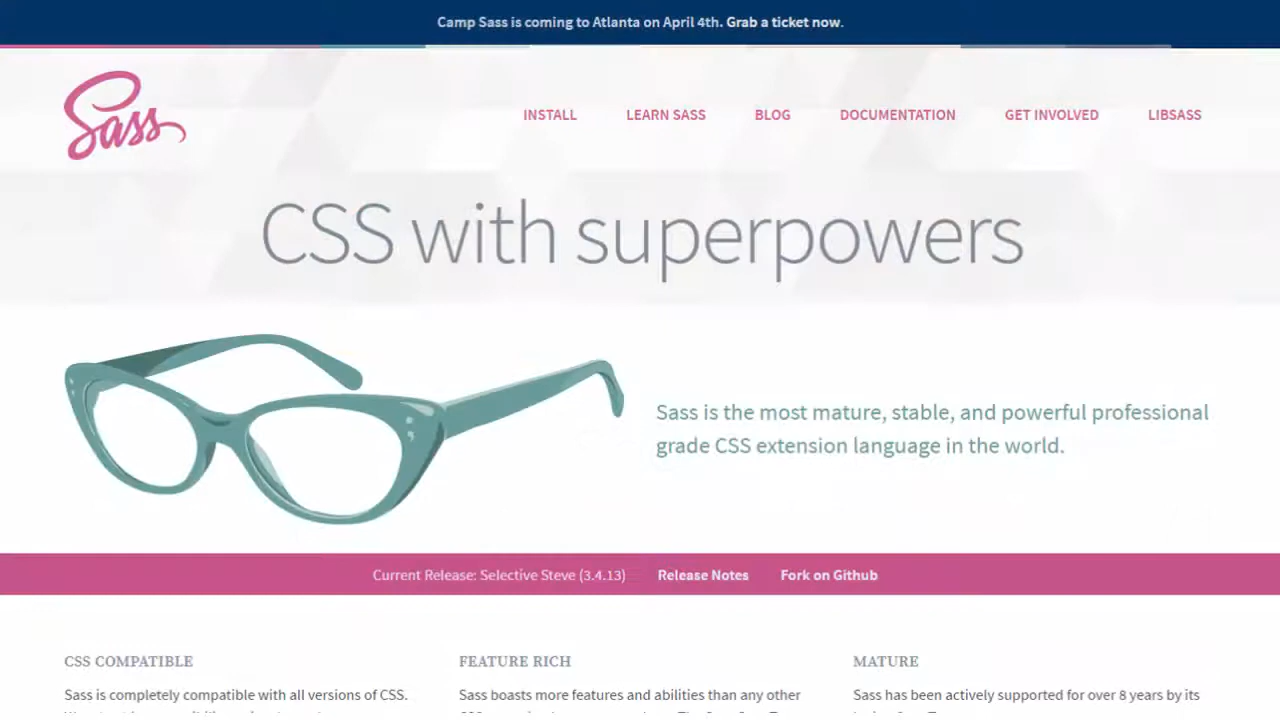 Camp Sass is coming to Atlanta on April 4th. Grab a ticket now.
Sass
INSTALL LEARN SASS BLOG DOCUMENTATION GET INVOLVED LIBSASS
CSS with superpowers
Sass is the most mature, stable, and powerful professional
grade CSS extension language in the world.
Current Release: Selective Steve (3.4.13) Release Notes Fork on Github
CSS COMPATIBLE
Sass is completely compatible with all versions of CSS.
FEATURE RICH
Sass boasts more features and abilities than any other
MATURE
Sass has been actively supported for over 8 years by its